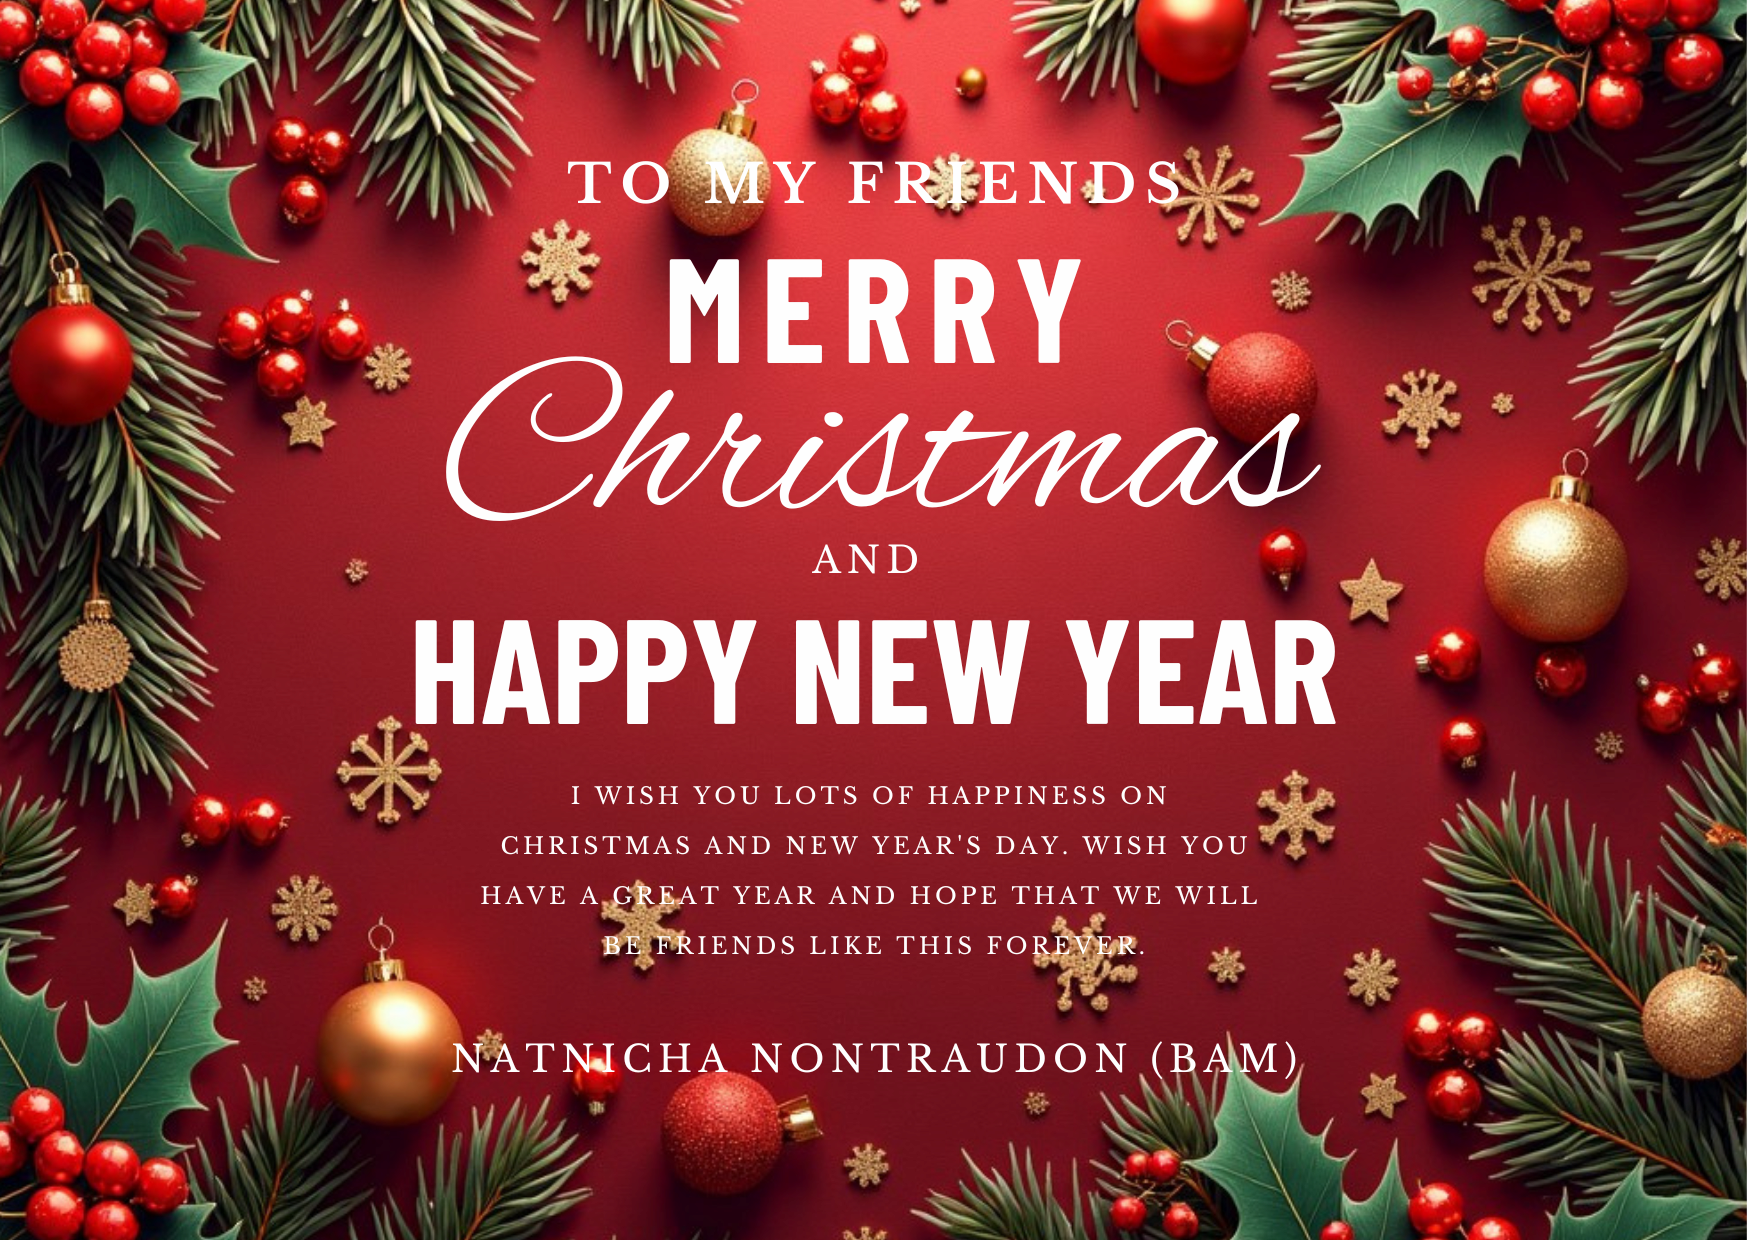 TO MY FRIENDS
MERRY
Christmas
AND
HAPPY NEW YEAR
I WISH YOU LOTS OF HAPPINESS ON
CHRISTMAS AND NEW YEAR'S DAY. WISH YOU
HAVE A GREAT YEAR AND HOPE THAT WE WILL
BE FRIENDS LIKE THIS FOREVER.
NATNICHA NONTRAUDON (BAM)